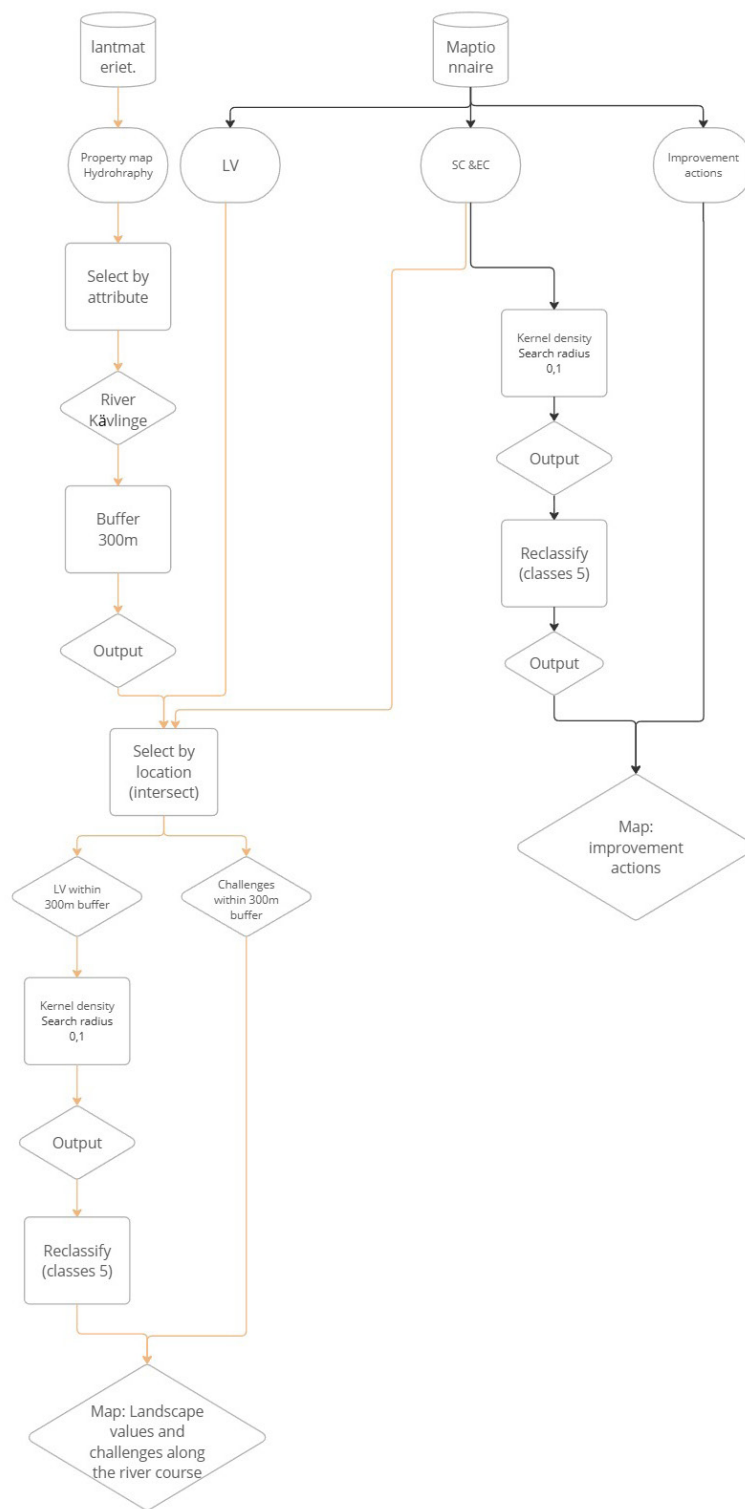 lantmat
eriet.
Maptio
nnaire
Property map
Hydrohraphy
LV
SC &EC
Improvement
actions
Select by
attribute
River
Kävlinge
Buffer
300m
Output
Kernel density
Search radius
0,1
Output
Reclassify
(classes 5)
Output
Select by
location
(intersect)
Map:
improvement
actions
LV within
300m buffer
Challenges
within 300m
buffer
Kernel density
Search radius
0,1
Output
Reclassify
(classes 5)
Map: Landscape
values and
challenges along
the river course